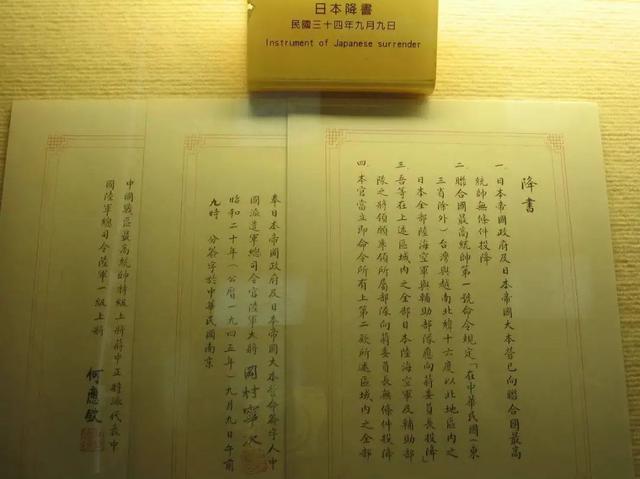 日本降書
民國三十四年九月九日
Instrument of Japanese surrender
降書
一 日本帝國政府及日本帝國大本營已向聯合國最高
統帥無條件投降
二 聯合國最高統帥第一號命令規定「在中華民國（東
三省除外）台灣與越南北緯十六度以北地區內之
日本全部陸海空軍與輔助部隊應向蔣委員長投降」
三 吾等在上述區域內之全部日本陸海空軍及輔助部
隊之將領願率領所屬部隊向蔣委員長無條件投降
四 本官當立即命令所有上第二款所述區域內之全部
奉日本帝國政府及日本帝國大本營命簽字人中
國派遣軍總司令官陸軍大將 岡村寧次
昭和二十年（公曆一九四五年）九月九日午前
九時 分簽字於中華民國南京
中國戰區最高統帥特級上將蔣中正特派代表中
國陸軍總司令陸軍一級上將
何應欽